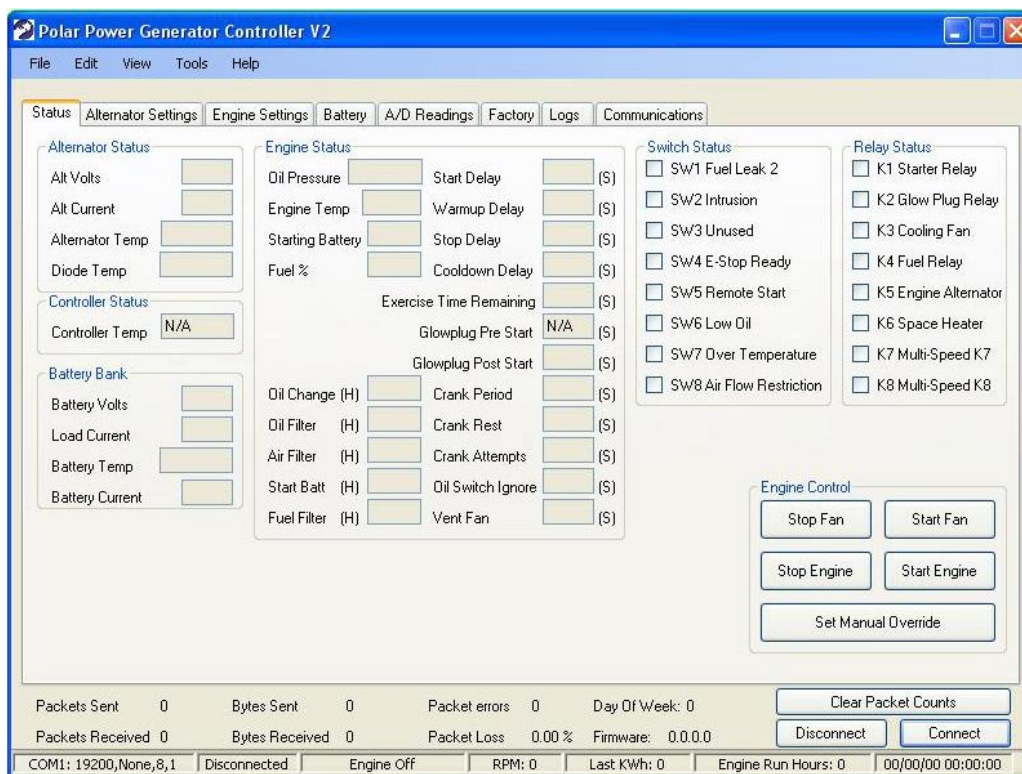 Polar Power Generator Controller V2
File Edit View Tools Help
Status Alternator Settings Engine Settings Battery A/D Readings Factory Logs Communications
Alternator Status
Alt Volts
Alt Current
Alternator Temp
Diode Temp
Controller Status
Controller Temp N/A
Battery Bank
Battery Volts
Load Current
Battery Temp
Battery Current
Engine Status
Oil Pressure Start Delay (S)
Engine Temp Warmup Delay (S)
Starting Battery Stop Delay (S)
Fuel % Cooldown Delay (S)
Exercise Time Remaining (S)
Glowplug Pre Start N/A (S)
Glowplug Post Start (S)
Oil Change (H) Crank Period (S)
Oil Filter (H) Crank Rest (S)
Air Filter (H) Crank Attempts (S)
Start Batt (H) Oil Switch Ignore (S)
Fuel Filter (H) Vent Fan (S)
Switch Status
SW1 Fuel Leak 2
SW2 Intrusion
SW3 Unused
SW4 E-Stop Ready
SW5 Remote Start
SW6 Low Oil
SW7 Over Temperature
SW8 Air Flow Restriction
Relay Status
K1 Starter Relay
K2 Glow Plug Relay
K3 Cooling Fan
K4 Fuel Relay
K5 Engine Alternator
K6 Space Heater
K7 Multi-Speed K7
K8 Multi-Speed K8
Engine Control
Stop Fan Start Fan
Stop Engine Start Engine
Set Manual Override
Packets Sent 0 Bytes Sent 0 Packet errors 0 Day Of Week: 0 Clear Packet Counts
Packets Received 0 Bytes Received 0 Packet Loss 0.00 % Firmware: 0.0.0.0 Disconnect Connect
COM1: 19200,None,8,1 Disconnected Engine Off RPM: 0 Last KWh: 0 Engine Run Hours: 0 00/00/00 00:00:00